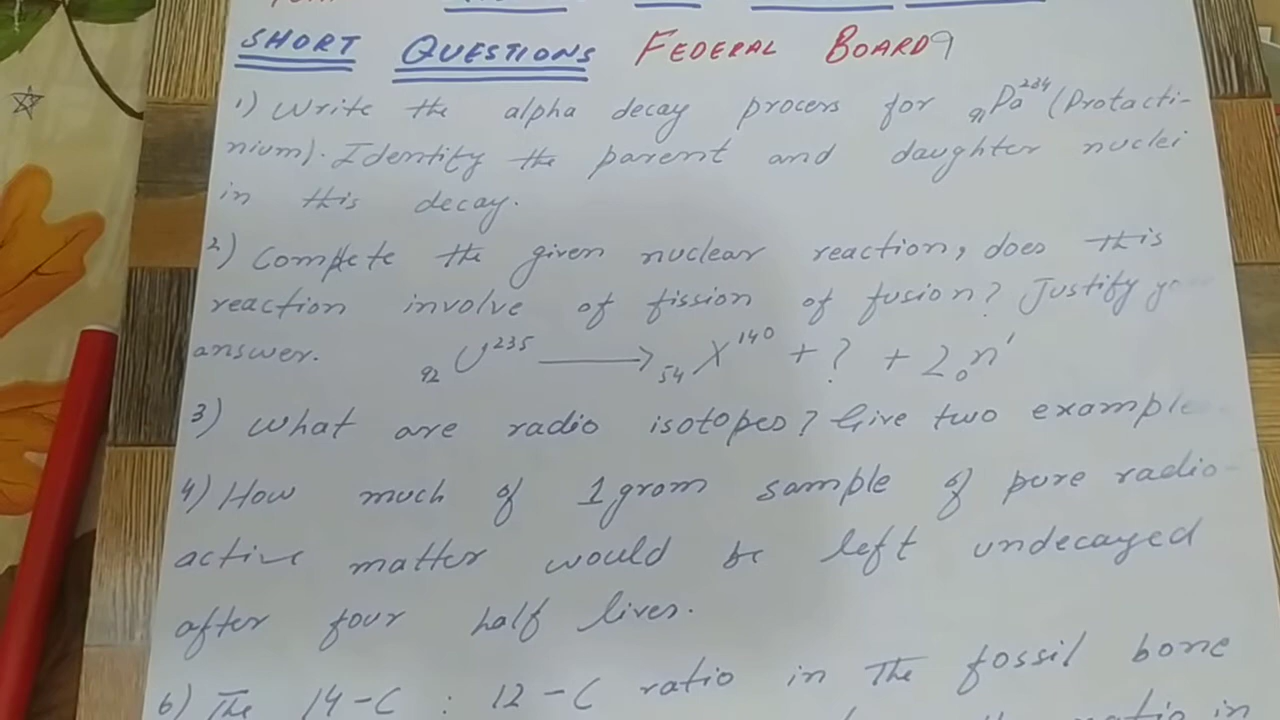 SHORT QUESTIONS FEDERAL BOARD 9
1) Write the alpha decay process for ₉₁Pa²³⁴ (Protacti-
nium). Identify the parent and daughter nuclei
in this decay.
2) Complete the given nuclear reaction, does this
reaction involve of fission of fusion? Justify yo
answer. ₉₂U²³⁵ ⟶ ₅₄X¹⁴⁰ + ? + 2₀n¹
3) What are radio isotopes? Give two example
4) How much of 1 gram sample of pure radio-
active matter would be left undecayed
after four half lives.
6) The 14-C : 12-C ratio in The fossil bone